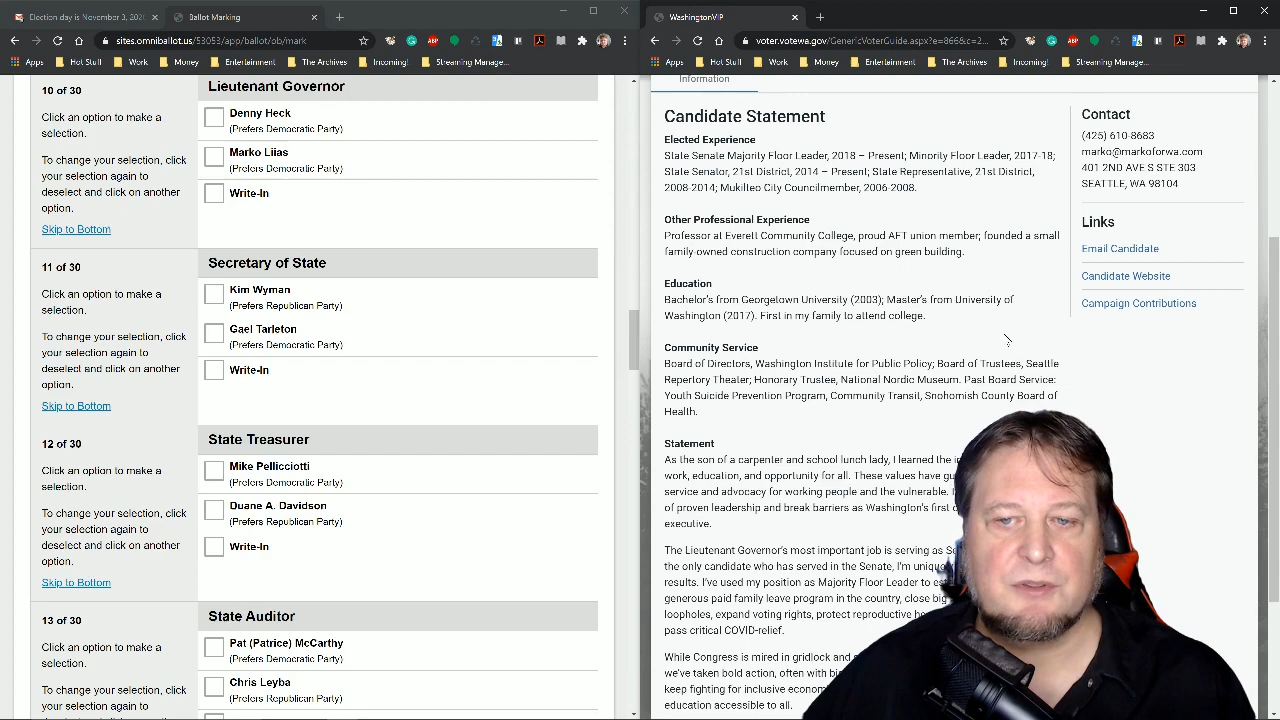 Election day is November 3, 2020
Ballot Marking
sites.omniballot.us/53053/app/ballot/ob/mark
Apps
Hot Stuff
Work
Money
Entertainment
The Archives
Incoming!
Streaming Manage...
10 of 30
Click an option to make a
selection.
To change your selection, click
your selection again to
deselect and click on another
option.
Skip to Bottom
Lieutenant Governor
Denny Heck
(Prefers Democratic Party)
Marko Liias
(Prefers Democratic Party)
Write-In
11 of 30
Click an option to make a
selection.
To change your selection, click
your selection again to
deselect and click on another
option.
Skip to Bottom
Secretary of State
Kim Wyman
(Prefers Republican Party)
Gael Tarleton
(Prefers Democratic Party)
Write-In
12 of 30
Click an option to make a
selection.
To change your selection, click
your selection again to
deselect and click on another
option.
Skip to Bottom
State Treasurer
Mike Pellicciotti
(Prefers Democratic Party)
Duane A. Davidson
(Prefers Republican Party)
Write-In
13 of 30
Click an option to make a
selection.
To change your selection, click
your selection again to
State Auditor
Pat (Patrice) McCarthy
(Prefers Democratic Party)
Chris Leyba
(Prefers Republican Party)
WashingtonVIP
voter.votewa.gov/GenericVoterGuide.aspx?e=866&c=2...
Apps
Hot Stuff
Work
Money
Entertainment
The Archives
Incoming!
Streaming Manage...
Information
Candidate Statement
Elected Experience
State Senate Majority Floor Leader, 2018 – Present; Minority Floor Leader, 2017-18;
State Senator, 21st District, 2014 – Present; State Representative, 21st District,
2008-2014; Mukilteo City Councilmember, 2006-2008.
Other Professional Experience
Professor at Everett Community College, proud AFT union member; founded a small
family owned construction company focused on green building.
Education
Bachelor's from Georgetown University (2003); Master's from University of
Washington (2017). First in my family to attend college.
Community Service
Board of Directors, Washington Institute for Public Policy; Board of Trustees, Seattle
Repertory Theater; Honorary Trustee, National Nordic Museum. Past Board Service:
Youth Suicide Prevention Program, Community Transit, Snohomish County Board of
Health.
Statement
As the son of a carpenter and school lunch lady, I learned the
work, education, and opportunity for all. These values have
service and advocacy for working people and the vulnerable.
of proven leadership and break barriers as Washington's first
executive.
The Lieutenant Governor's most important job is serving as
the only candidate who has served in the Senate, I'm
results. I've used my position as Majority Floor Leader to
generous paid family leave program in the country, close
loopholes, expand voting rights, protect reproductive
pass critical COVID-relief.
While Congress is mired in gridlock and
we've taken bold action, often with
keep fighting for inclusive
education accessible to all.
Contact
(425) 610-8683
marko@markoforwa.com
401 2ND AVE S STE 303
SEATTLE, WA 98104
Links
Email Candidate
Candidate Website
Campaign Contributions